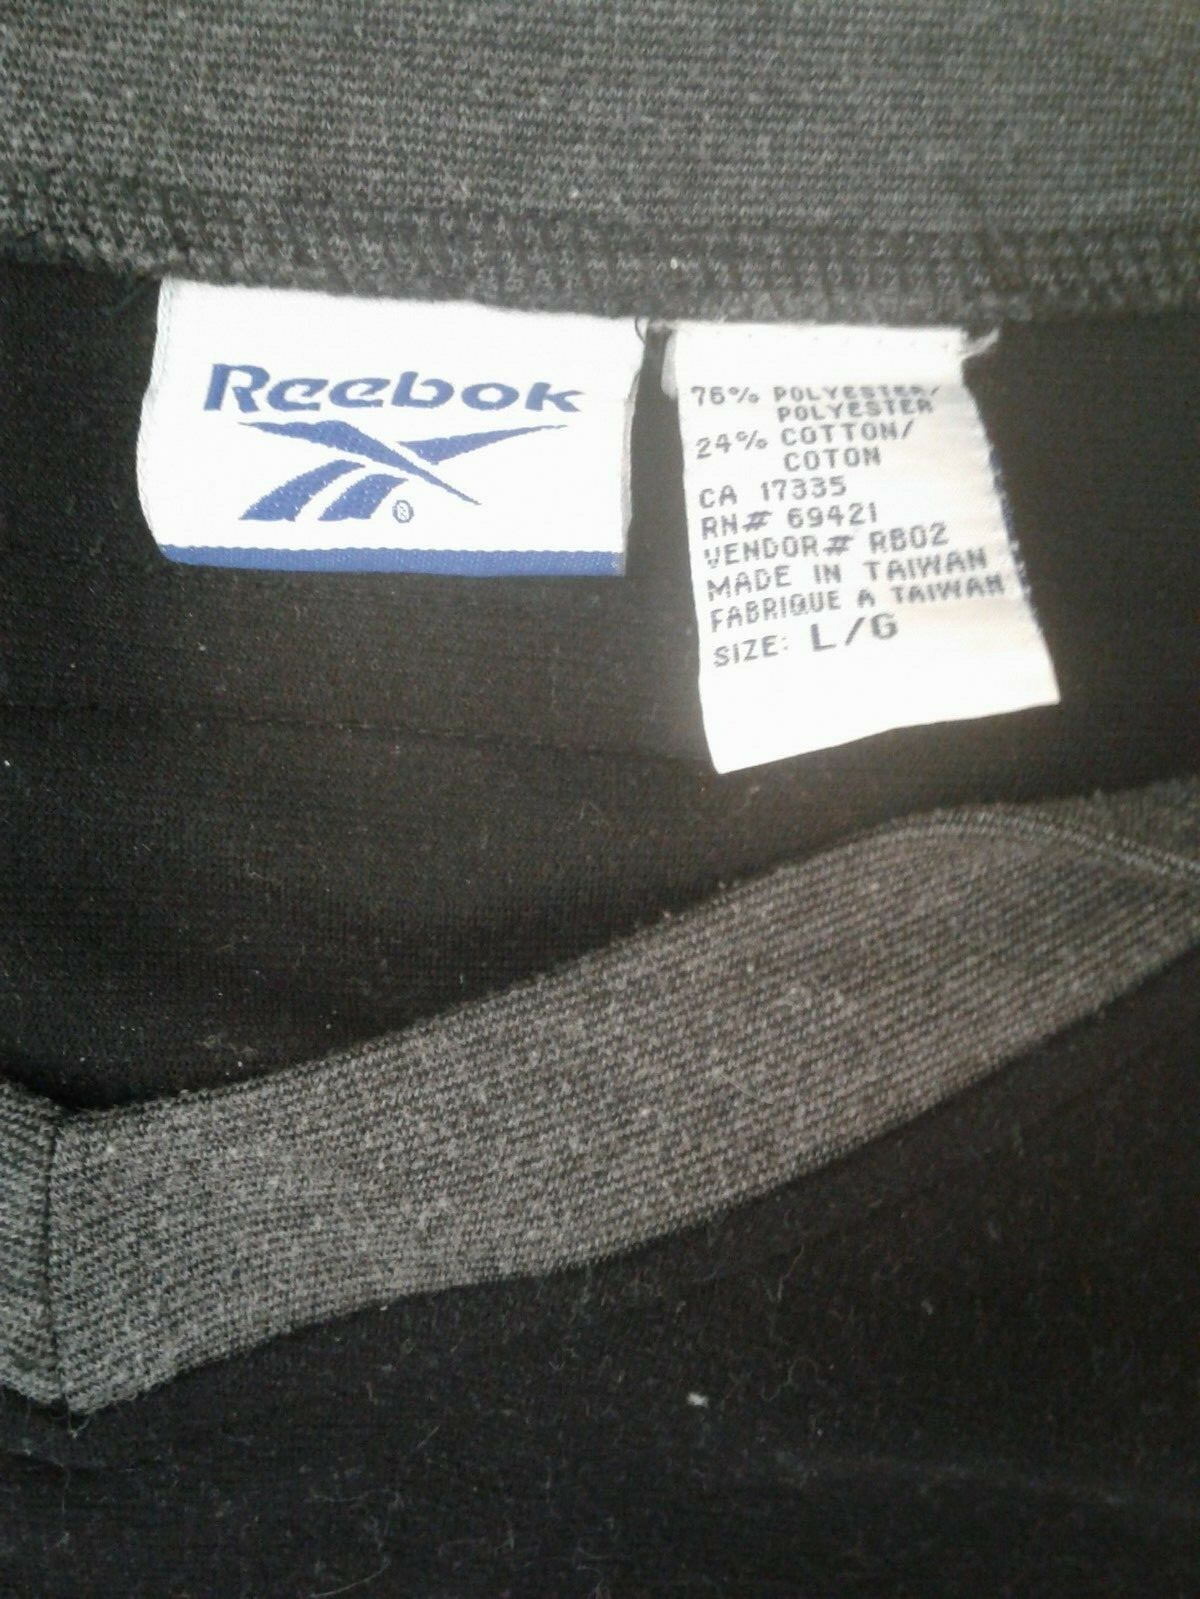 Reebok
®
76% POLYESTER/
POLYESTER
24% COTTON/
COTON
CA 17335
RN# 69421
VENDOR# RB02
MADE IN TAIWAN
FABRIQUE A TAIWAN
SIZE: L/G